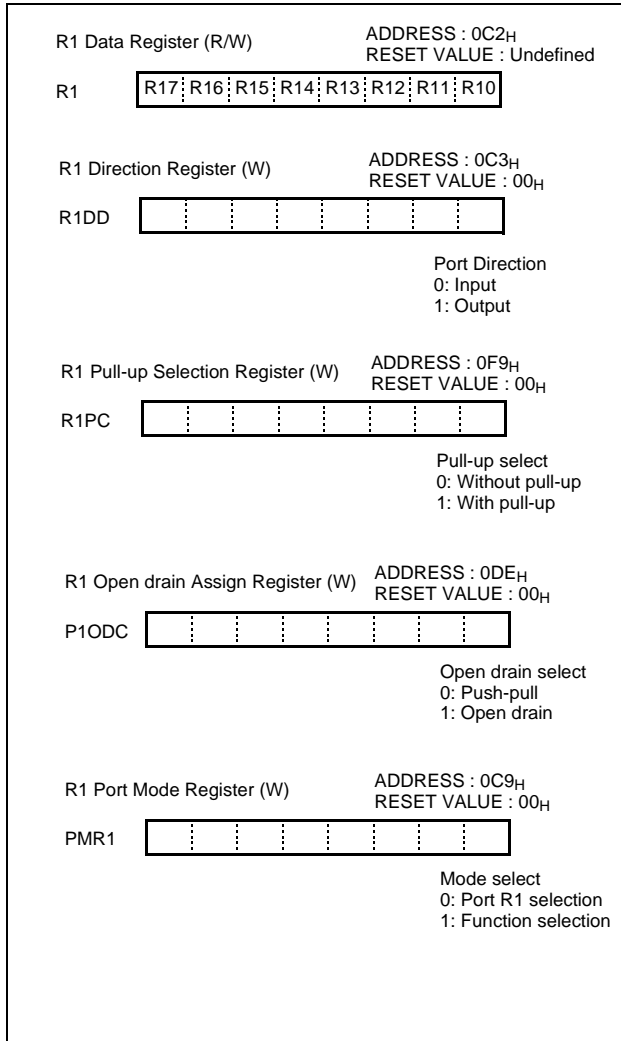 R1 Data Register (R/W) ADDRESS : 0C2H
RESET VALUE : Undefined
R1 R17 R16 R15 R14 R13 R12 R11 R10
R1 Direction Register (W) ADDRESS : 0C3H
RESET VALUE : 00H
R1DD
Port Direction
0: Input
1: Output
R1 Pull-up Selection Register (W) ADDRESS : 0F9H
RESET VALUE : 00H
R1PC
Pull-up select
0: Without pull-up
1: With pull-up
R1 Open drain Assign Register (W) ADDRESS : 0DEH
RESET VALUE : 00H
P1ODC
Open drain select
0: Push-pull
1: Open drain
R1 Port Mode Register (W) ADDRESS : 0C9H
RESET VALUE : 00H
PMR1
Mode select
0: Port R1 selection
1: Function selection